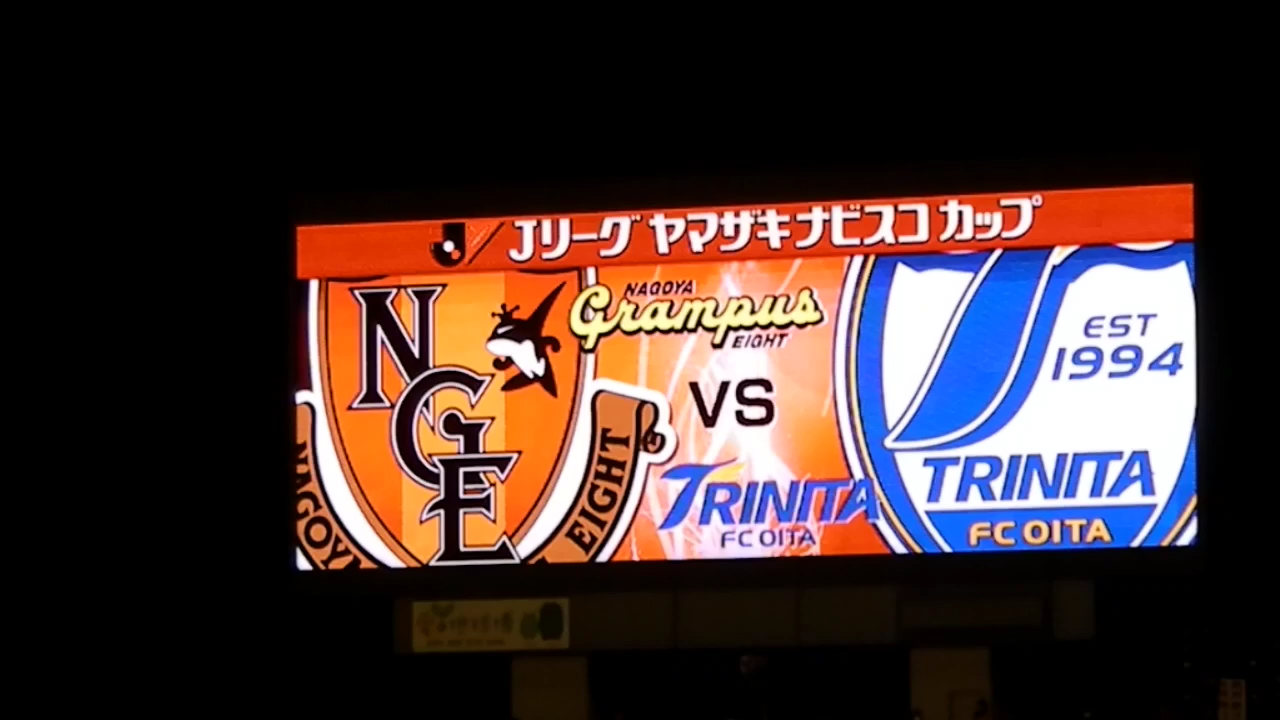 Jリーグ ヤマザキナビスコ カップ
NGE
NAGOYA
Grampus
EIGHT
VS
TRINITA
FC OITA
NAGOY
EIGHT
EST
1994
TRINITA
FC OITA